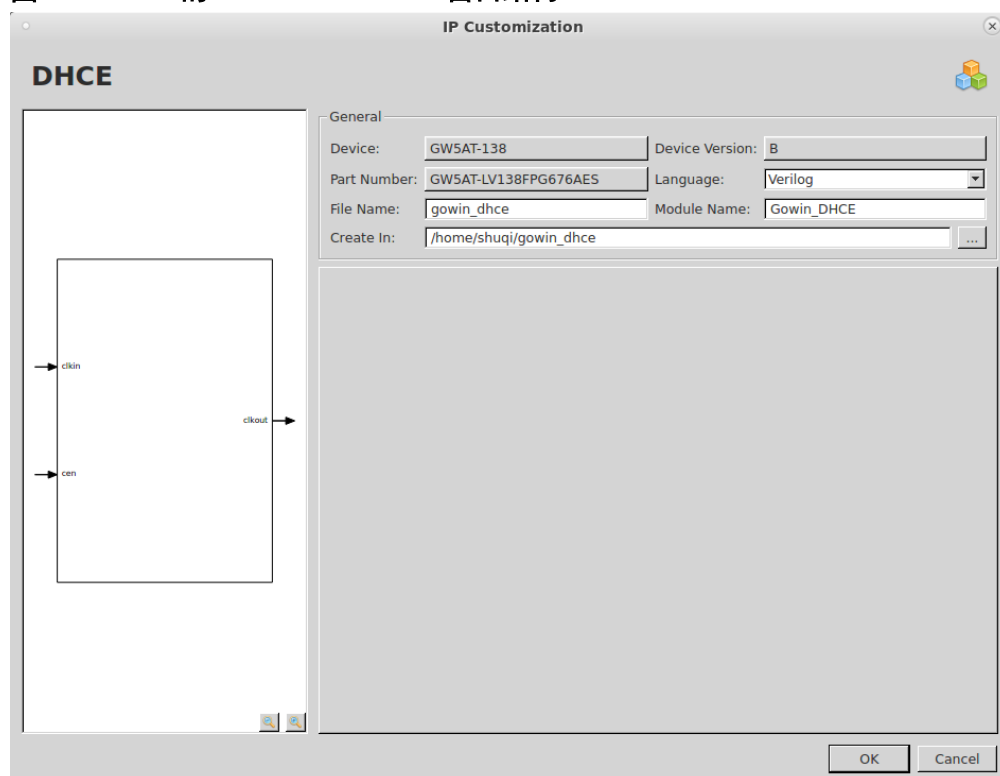 IP Customization
DHCE
General
Device: GW5AT-138 Device Version: B
Part Number: GW5AT-LV138FPG676AES Language: Verilog
File Name: gowin_dhce Module Name: Gowin_DHCE
Create In: /home/shuqi/gowin_dhce ...
clkin
clkout
cen
OK Cancel